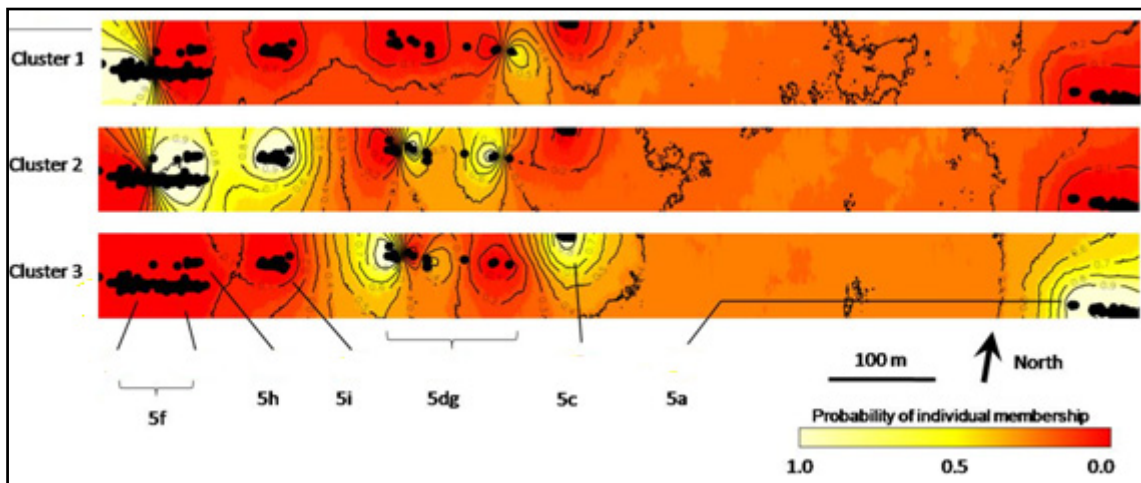 Cluster 1
Cluster 2
Cluster 3
100 m
North
5f
5h
5i
5dg
5c
5a
Probability of individual membership
1.0
0.5
0.0